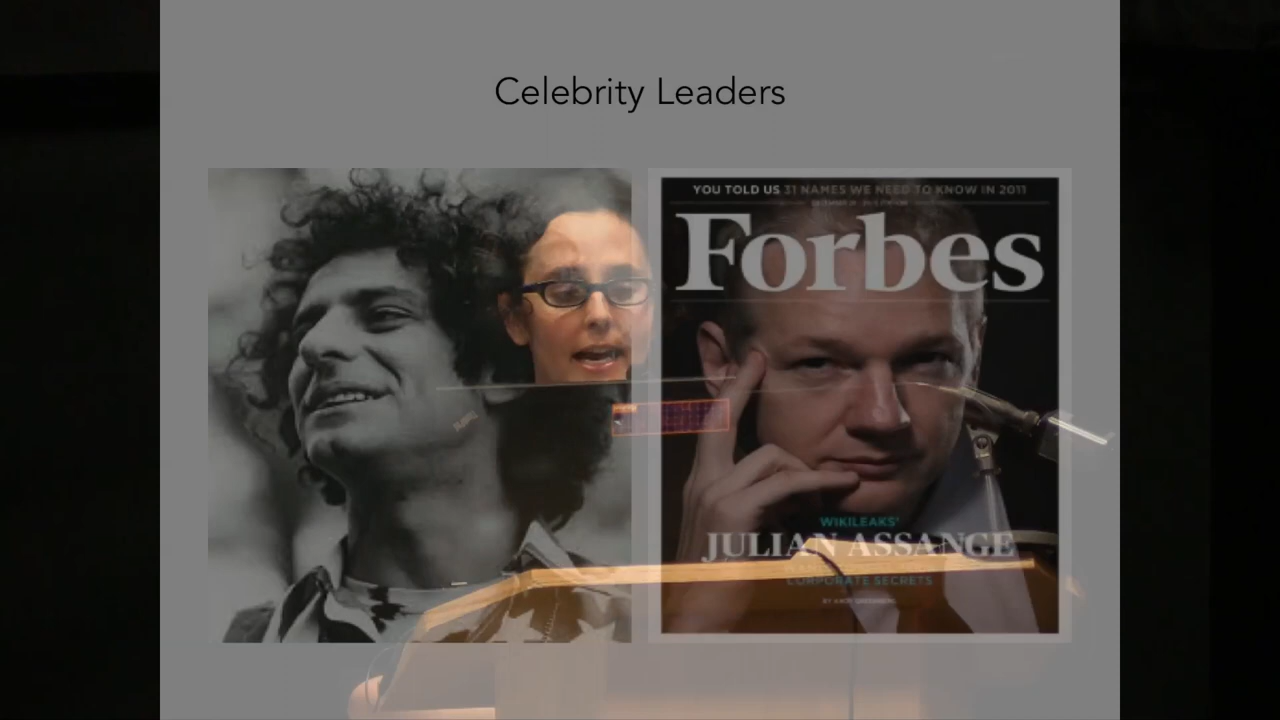 Celebrity Leaders
YOU TOLD US 31 NAMES WE NEED TO KNOW IN 2011
Forbes
WIKILEAKS'
JULIAN ASSANGE
CORPORATE SECRETS